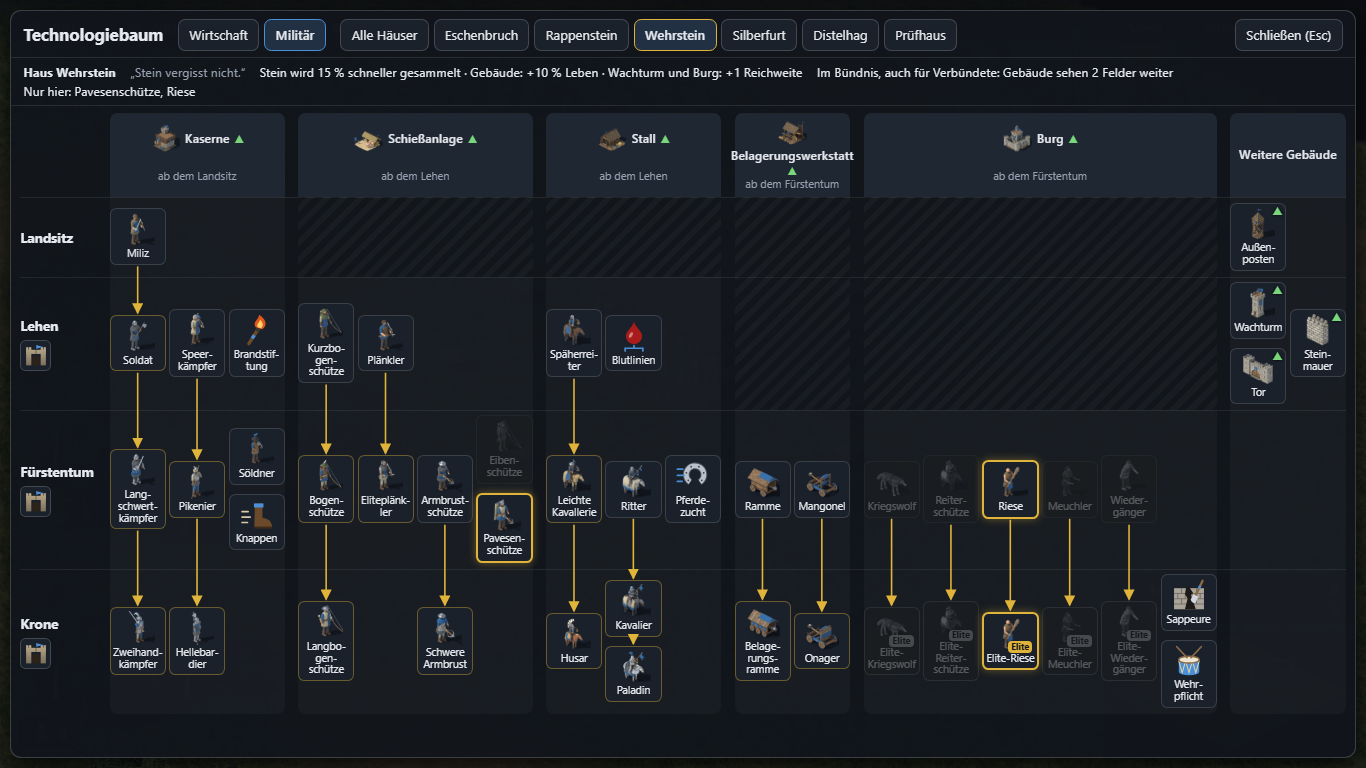 Technologiebaum
Wirtschaft
Militär
Alle Häuser
Eschenbruch
Rappenstein
Wehrstein
Silberfurt
Distelhag
Prüfhaus
Schließen (Esc)
Haus Wehrstein „Stein vergisst nicht.“ Stein wird 15 % schneller gesammelt · Gebäude: +10 % Leben · Wachturm und Burg: +1 Reichweite Im Bündnis, auch für Verbündete: Gebäude sehen 2 Felder weiter
Nur hier: Pavesenschütze, Riese
Kaserne
ab dem Landsitz
Schießanlage
ab dem Lehen
Stall
ab dem Lehen
Belagerungswerkstatt
ab dem Fürstentum
Burg
ab dem Fürstentum
Weitere Gebäude
Landsitz
Miliz
Außen-
posten
Lehen
Soldat
Speer-
kämpfer
Brandstif-
tung
Kurzbo-
gen-
schütze
Plänkler
Späherrei-
ter
Blutlinien
Wachturm
Stein-
mauer
Tor
Fürstentum
Lang-
schwert-
kämpfer
Pikenier
Söldner
Knappen
Bogen-
schütze
Eliteplänk-
ler
Armbrust-
schütze
Eiben-
schütze
Pavesen-
schütze
Leichte
Kavallerie
Ritter
Pferde-
zucht
Ramme
Mangonel
Kriegswolf
Reiter-
schütze
Riese
Meuchler
Wieder-
gänger
Krone
Zweihand-
kämpfer
Hellebar-
dier
Langbo-
gen-
schütze
Schwere
Armbrust
Husar
Kavalier
Paladin
Belage-
rungs-
ramme
Onager
Elite
Elite-
Kriegswolf
Elite
Elite-
Reiter-
schütze
Elite
Elite-Riese
Elite
Elite-
Meuchler
Elite
Elite-
Wieder-
gänger
Sappeure
Wehr-
pflicht